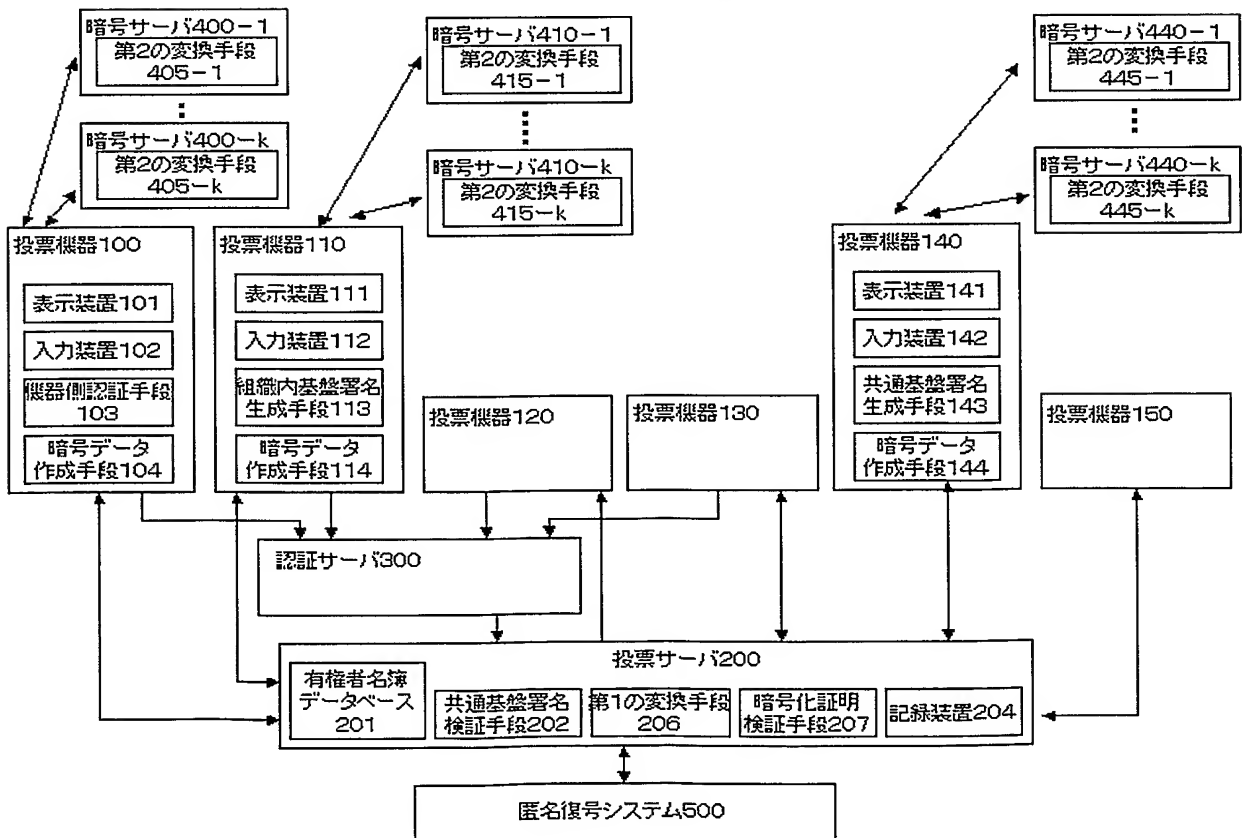 暗号サーバ400-1
第2の変換手段
405-1
暗号サーバ400-k
第2の変換手段
405-k
暗号サーバ410-1
第2の変換手段
415-1
暗号サーバ410-k
第2の変換手段
415-k
暗号サーバ440-1
第2の変換手段
445-1
暗号サーバ440-k
第2の変換手段
445-k
投票機器100
表示装置101
入力装置102
機器側認証手段
103
暗号データ
作成手段104
投票機器110
表示装置111
入力装置112
組織内基盤署名
生成手段113
暗号データ
作成手段114
投票機器120
投票機器130
投票機器140
表示装置141
入力装置142
共通基盤署名
生成手段143
暗号データ
作成手段144
投票機器150
認証サーバ300
投票サーバ200
有権者名簿
データベース
201
共通基盤署名
検証手段202
第1の変換手段
206
暗号化証明
検証手段207
記録装置204
匿名復号システム500